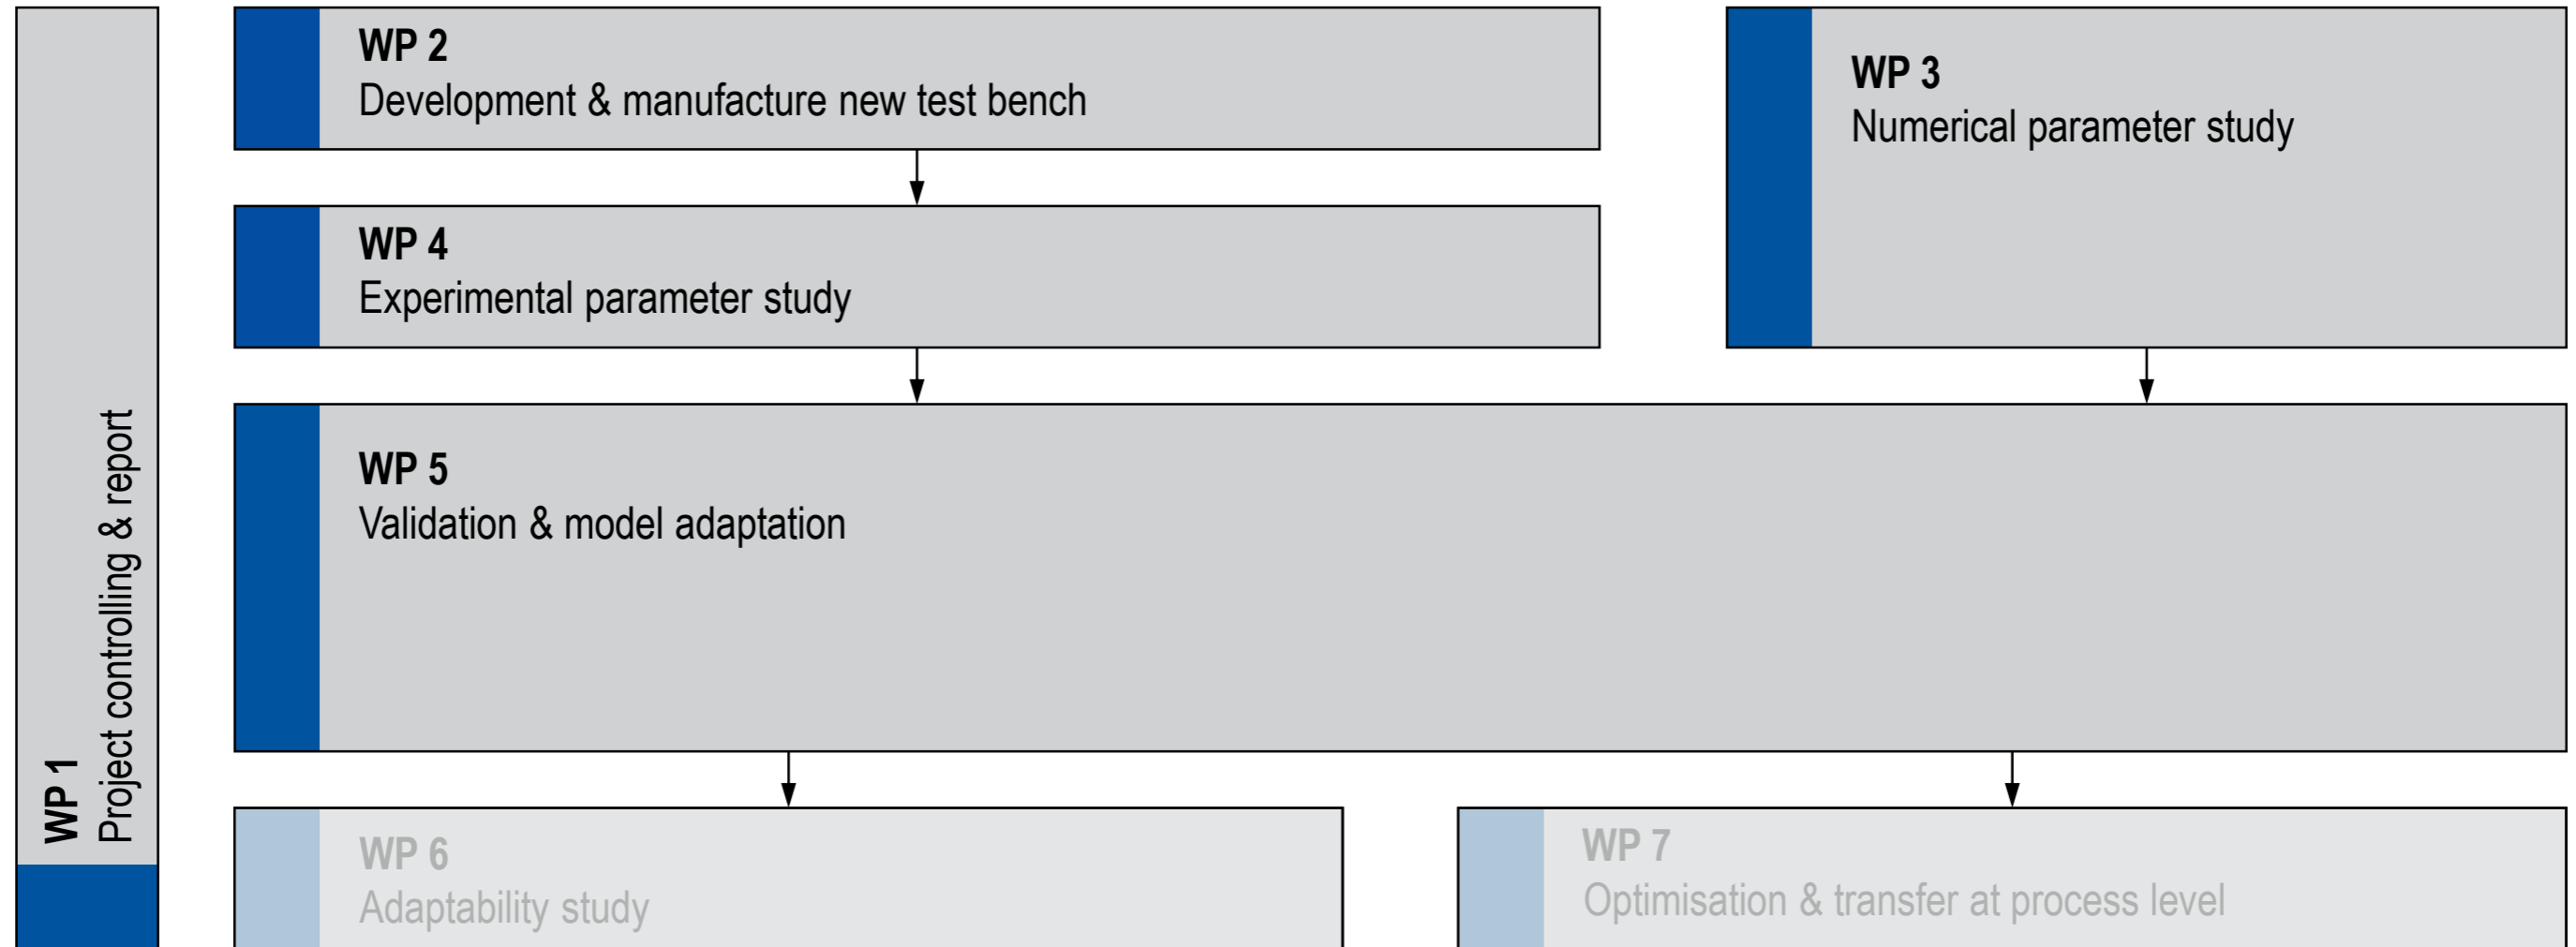 WP 1
Project controlling & report
WP 2
Development & manufacture new test bench
WP 3
Numerical parameter study
WP 4
Experimental parameter study
WP 5
Validation & model adaptation
WP 6
Adaptability study
WP 7
Optimisation & transfer at process level